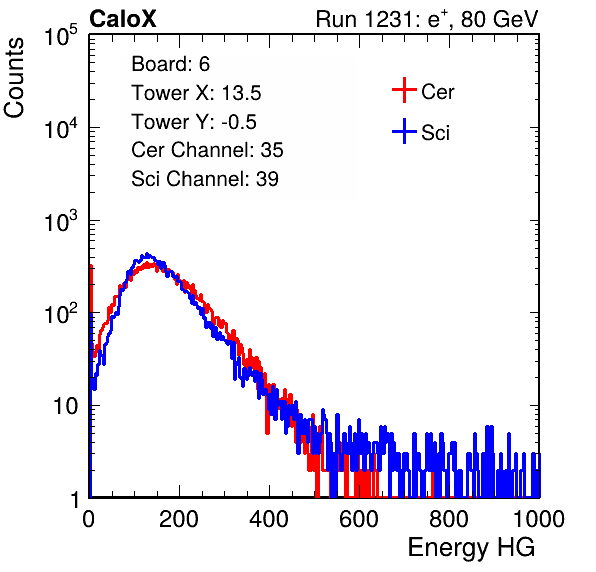 CaloX Run 1231: e+, 80 GeV
Counts
Board: 6
Tower X: 13.5
Tower Y: -0.5
Cer Channel: 35
Sci Channel: 39
Cer
Sci
10^5
10^4
10^3
10^2
10
1
0 200 400 600 800 1000
Energy HG